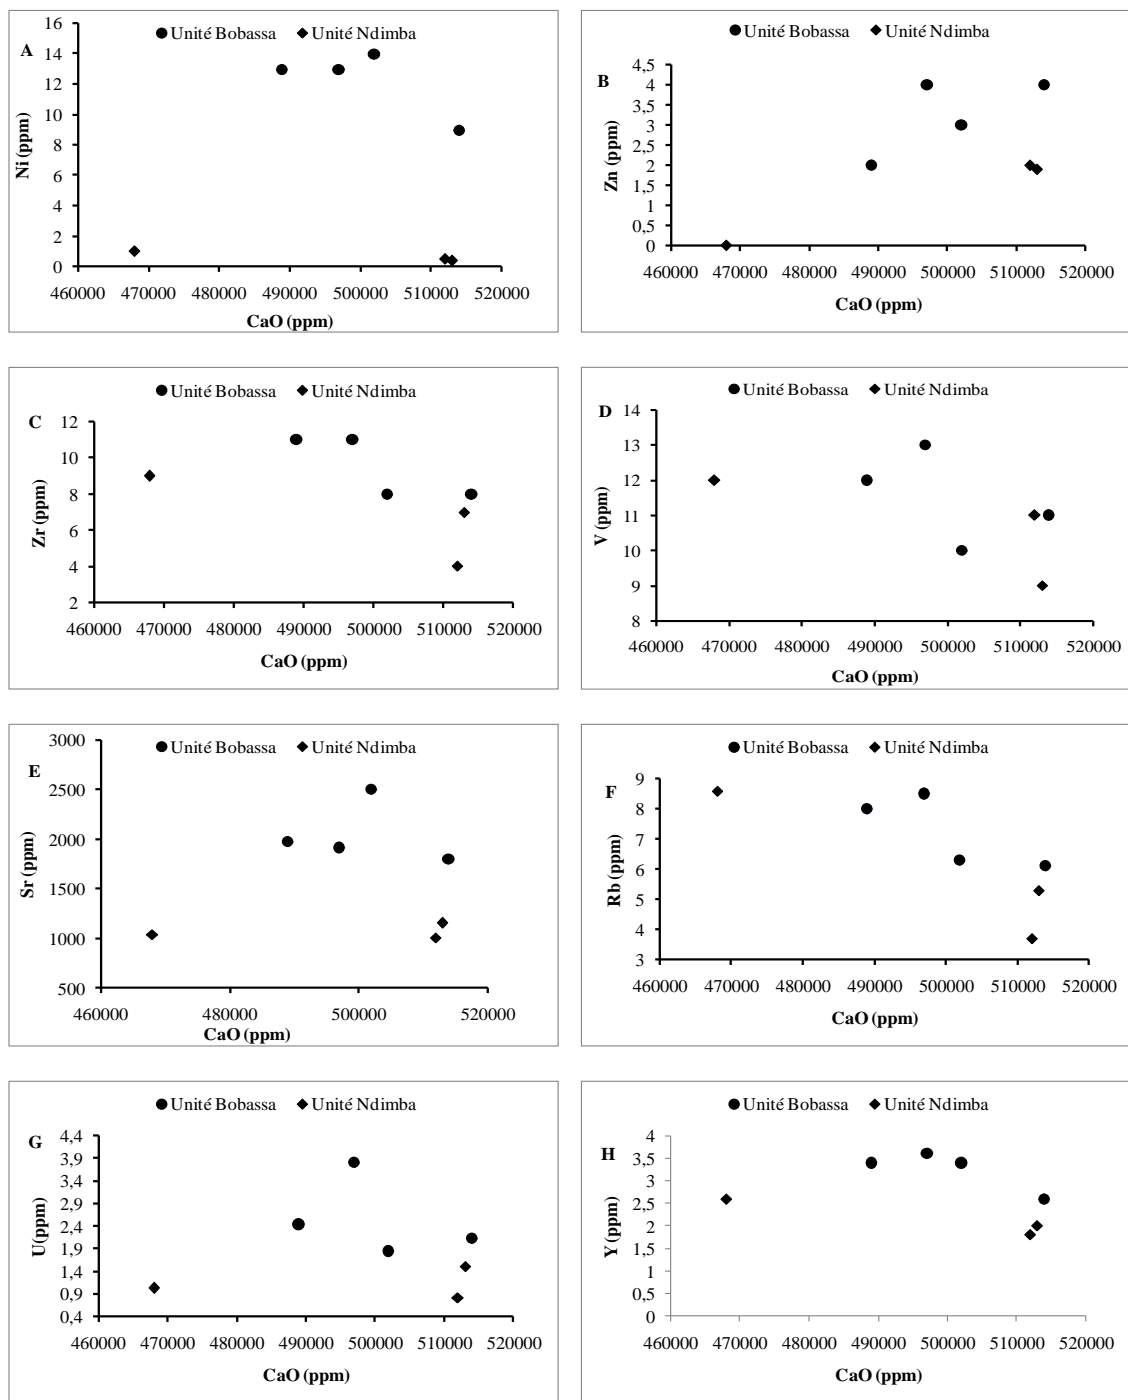 Unité Bobassa Unité Ndimba
A
16
14
12
10
8
6
4
2
0
Ni (ppm)
460000 470000 480000 490000 500000 510000 520000
CaO (ppm)
Unité Bobassa Unité Ndimba
B
4,5
4
3,5
3
2,5
2
1,5
1
0,5
0
Zn (ppm)
460000 470000 480000 490000 500000 510000 520000
CaO (ppm)
Unité Bobassa Unité Ndimba
C
12
10
8
6
4
2
Zr (ppm)
460000 470000 480000 490000 500000 510000 520000
CaO (ppm)
Unité Bobassa Unité Ndimba
D
14
13
12
11
10
9
8
V (ppm)
460000 470000 480000 490000 500000 510000 520000
CaO (ppm)
Unité Bobassa Unité Ndimba
E
3000
2500
2000
1500
1000
500
Sr (ppm)
460000 480000 500000 520000
CaO (ppm)
Unité Bobassa Unité Ndimba
F
9
8
7
6
5
4
3
Rb (ppm)
460000 470000 480000 490000 500000 510000 520000
CaO (ppm)
Unité Bobassa Unité Ndimba
G
4,4
3,9
3,4
2,9
2,4
1,9
1,4
0,9
0,4
U(ppm)
460000 470000 480000 490000 500000 510000 520000
CaO (ppm)
Unité Bobassa Unité Ndimba
H
4
3,5
3
2,5
2
1,5
1
0,5
0
Y (ppm)
460000 470000 480000 490000 500000 510000 520000
CaO (ppm)